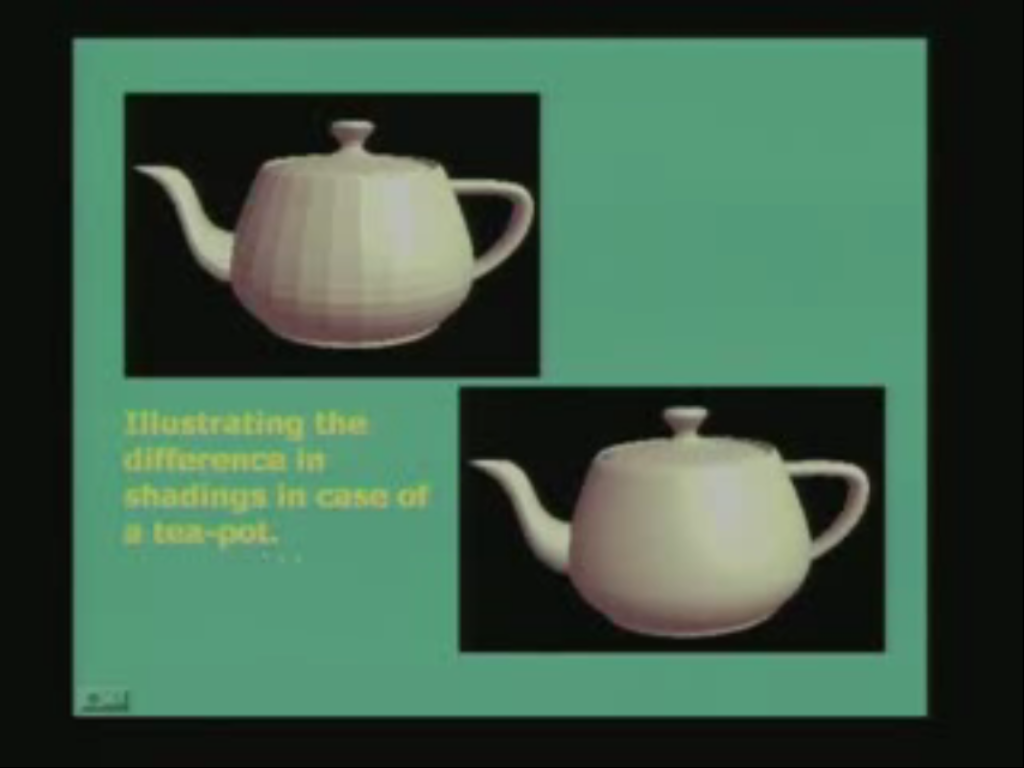 Illustrating the
difference in
shadings in case of
a tea-pot.